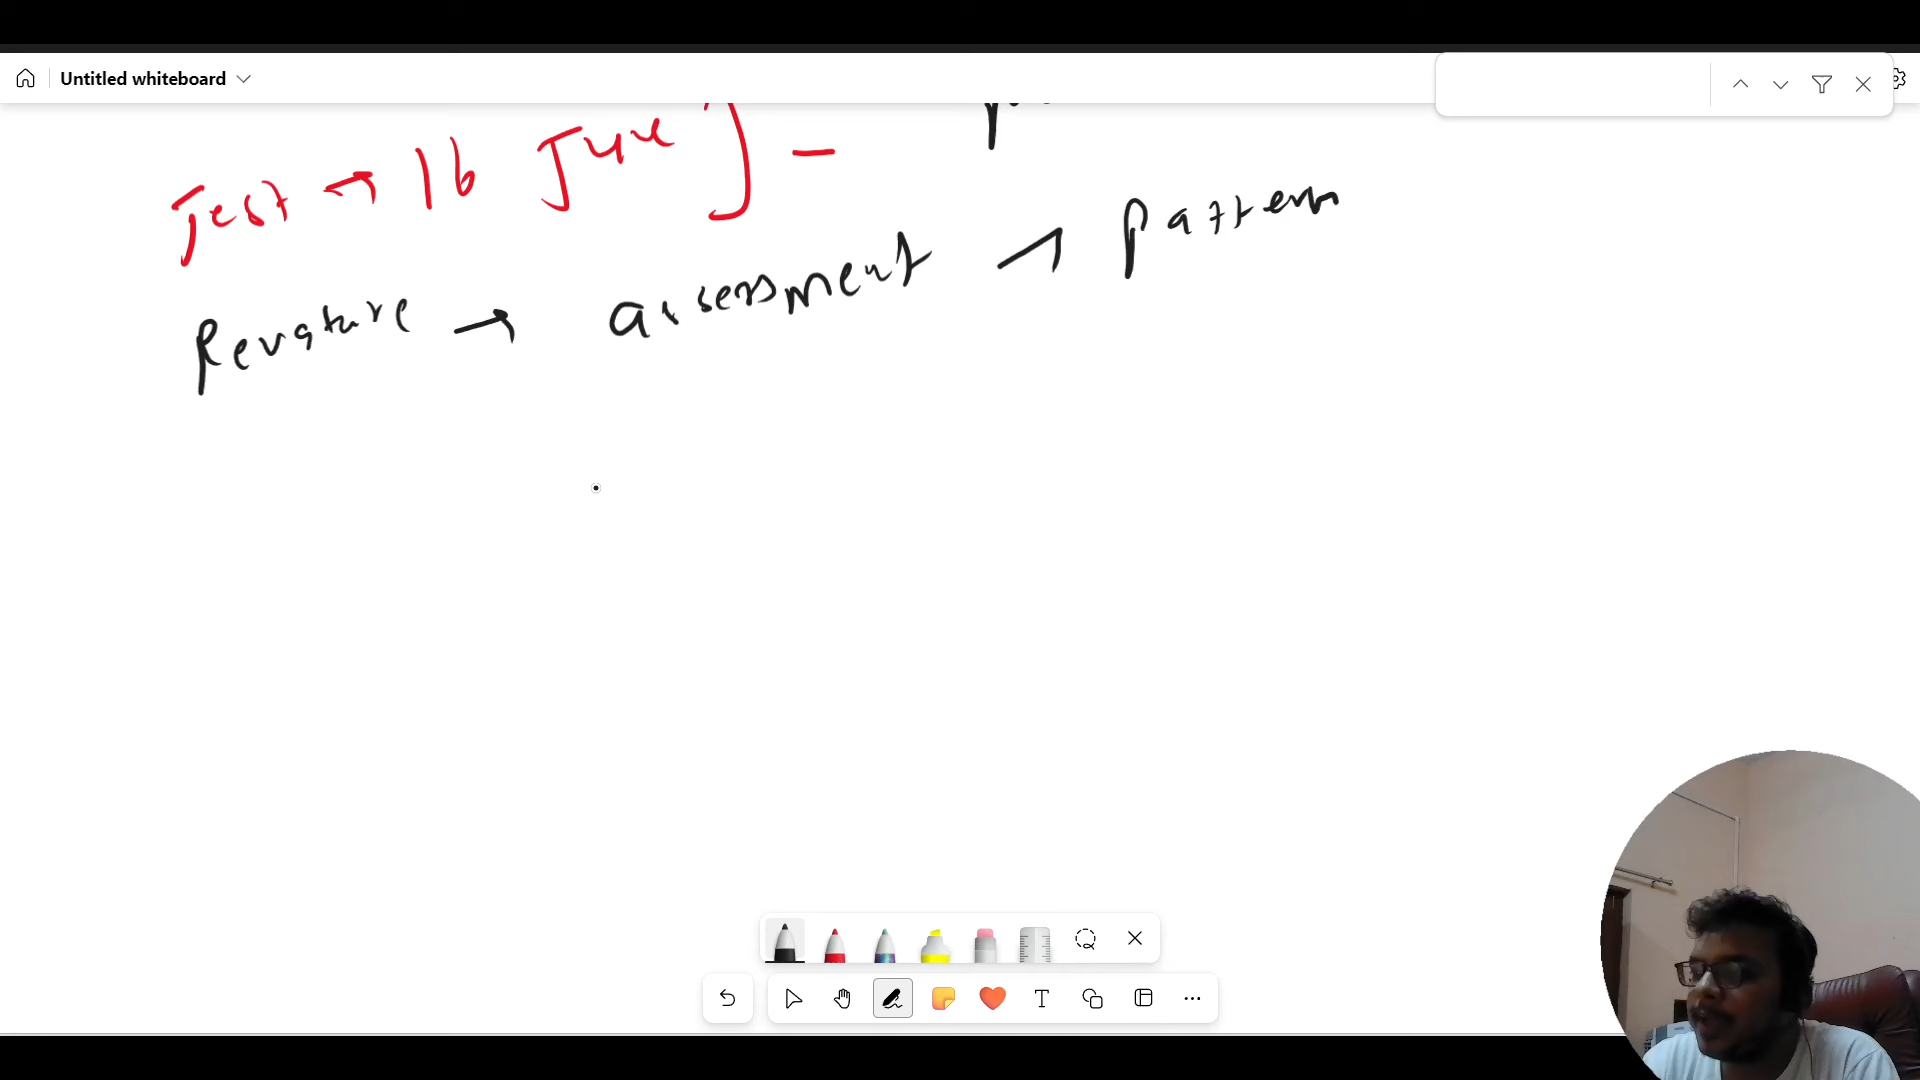 Untitled whiteboard
Test → 16 June ] -
Revature → assessment → pattern